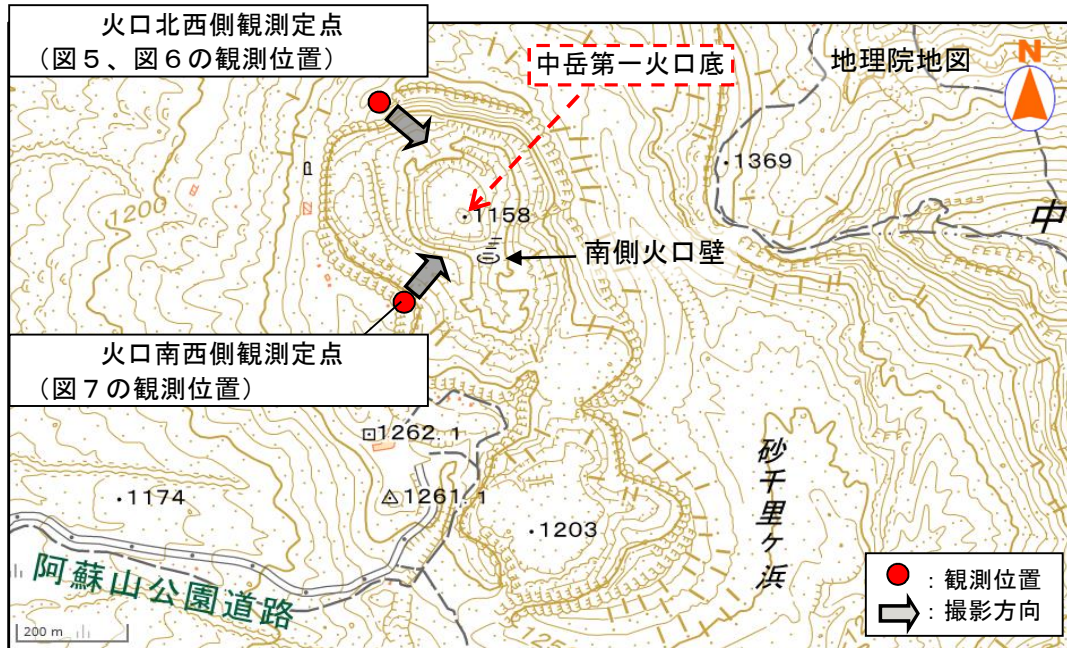 火口北西側観測定点
(図5、図6の観測位置)
中岳第一火口底
地理院地図
N
1369
1200
1158
中
南側火口壁
火口南西側観測定点
(図7の観測位置)
1262.1
砂千里ヶ浜
1174
1261.1
1203
阿蘇山公園道路
:観測位置
:撮影方向
200 m